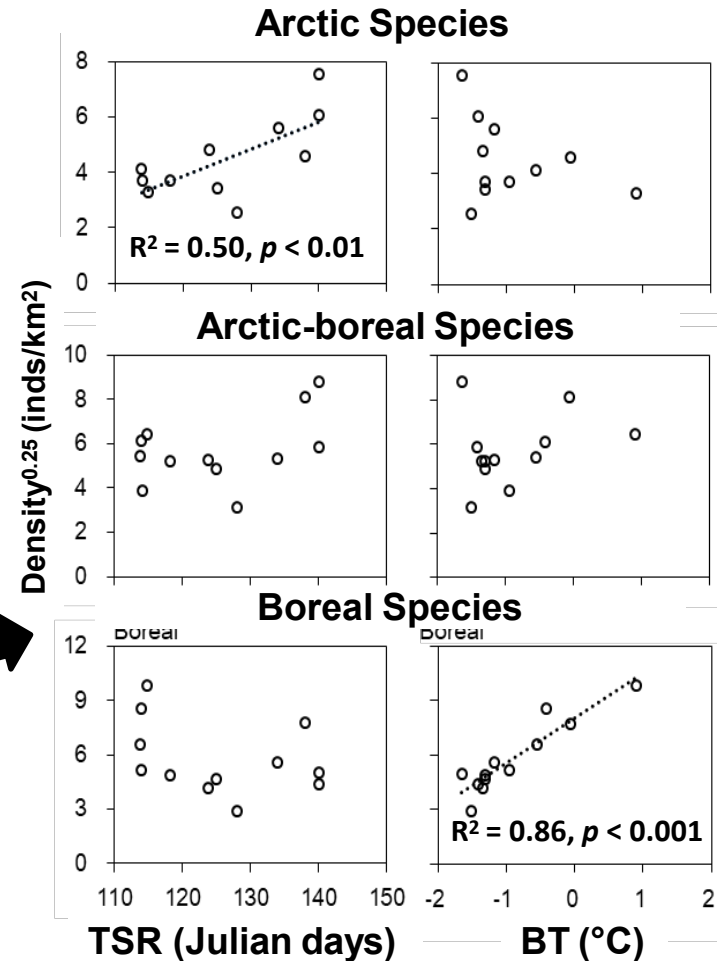 Arctic Species
8
6
4
2
0
R² = 0.50, p < 0.01
Density⁰·²⁵ (inds/km²)
Arctic-boreal Species
10
8
6
4
2
0
Boreal Species
Boreal
Boreal
12
9
6
3
0
R² = 0.86, p < 0.001
110 120 130 140 150
-2 -1 0 1 2
TSR (Julian days)
BT (°C)